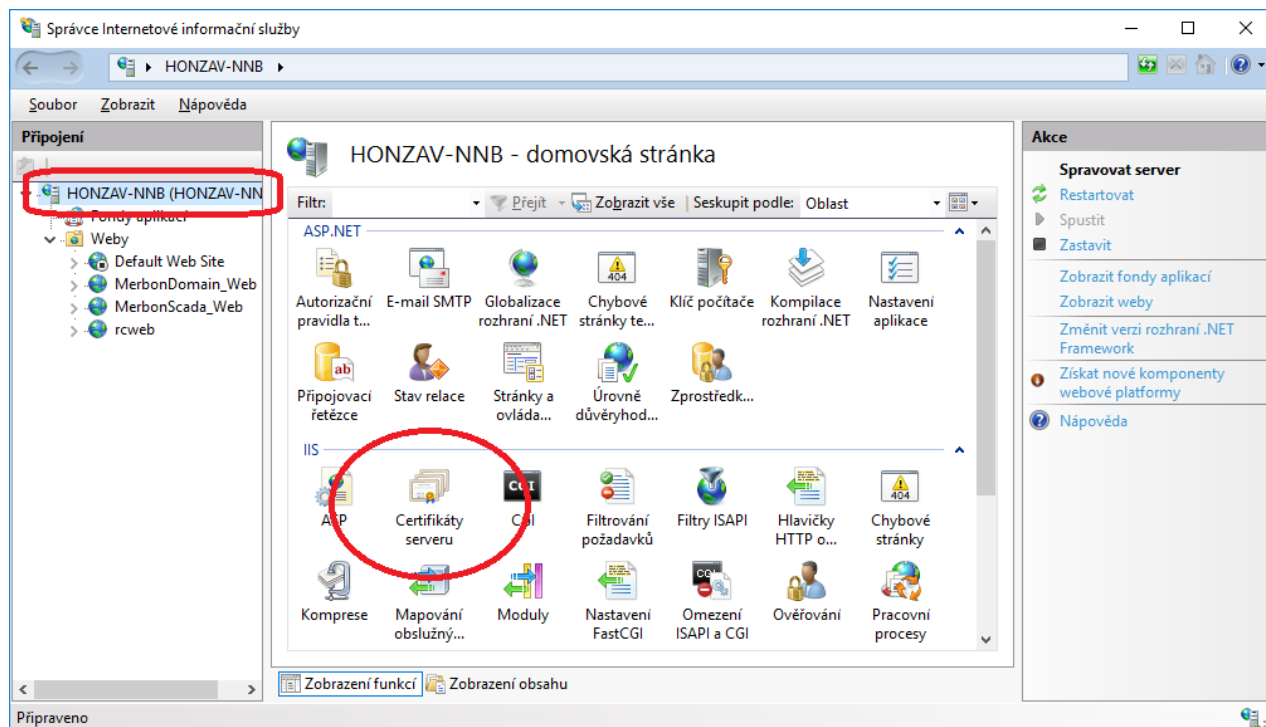 Správce Internetové informační služby
HONZAV-NNB
Soubor Zobrazit Nápověda
Připojení
HONZAV-NNB (HONZAV-NN
Fondy aplikací
Weby
Default Web Site
MerbonDomain_Web
MerbonScada_Web
rcweb
HONZAV-NNB - domovská stránka
Filtr: Přejít Zobrazit vše Seskupit podle: Oblast
ASP.NET
Autorizační pravidla t...
E-mail SMTP
Globalizace rozhraní .NET
404
Chybové stránky te...
Klíč počítače
Kompilace rozhraní .NET
Nastavení aplikace
ab
Připojovací řetězce
Stav relace
Stránky a ovláda...
Úrovně důvěryhod...
Zprostředk...
IIS
ASP
Certifikáty serveru
CGI
CGI
Filtrování požadavků
Filtry ISAPI
Hlavičky HTTP o...
404
Chybové stránky
Komprese
Mapování obslužný...
Moduly
Nastavení FastCGI
CGI
Omezení ISAPI a CGI
Ověřování
Pracovní procesy
Zobrazení funkcí Zobrazení obsahu
Akce
Spravovat server
Restartovat
Spustit
Zastavit
Zobrazit fondy aplikací
Zobrazit weby
Změnit verzi rozhraní .NET
Framework
Získat nové komponenty
webové platformy
Nápověda
Připraveno